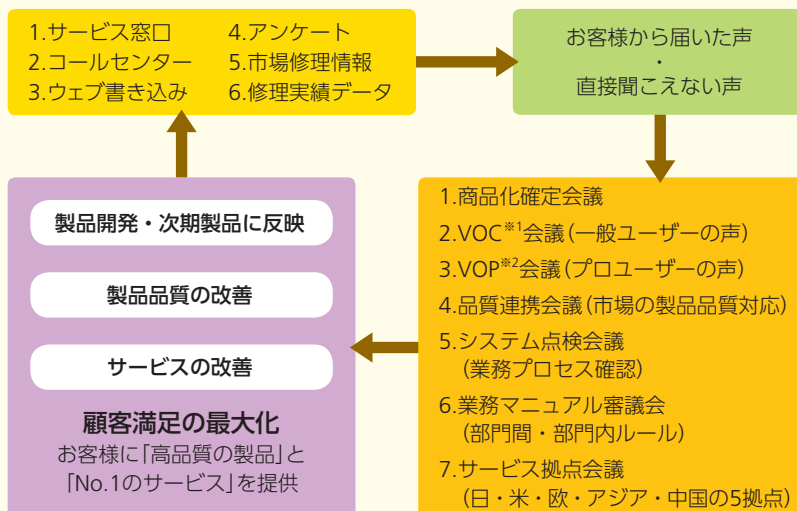 1.サービス窓口
2.コールセンター
3.ウェブ書き込み
4.アンケート
5.市場修理情報
6.修理実績データ
お客様から届いた声
・
直接聞こえない声
1.商品化確定会議
2.VOC※1会議(一般ユーザーの声)
3.VOP※2会議(プロユーザーの声)
4.品質連携会議(市場の製品品質対応)
5.システム点検会議
(業務プロセス確認)
6.業務マニュアル審議会
(部門間・部門内ルール)
7.サービス拠点会議
(日・米・欧・アジア・中国の5拠点)
製品開発・次期製品に反映
製品品質の改善
サービスの改善
顧客満足の最大化
お客様に「高品質の製品」と
「No.1のサービス」を提供